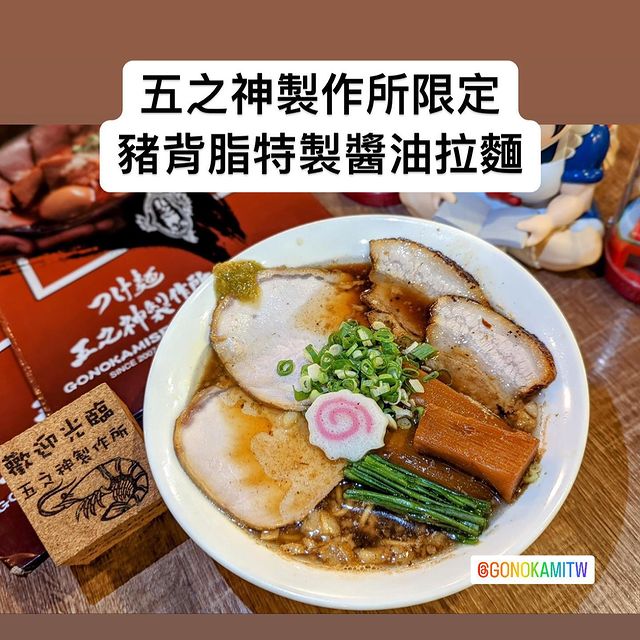 五之神製作所限定
豬背脂特製醬油拉麵
つけ麺
五之神製作所
GONOKAMISE
SINCE 2007
歡迎光臨
五之神製作所
@GONOKAMITW